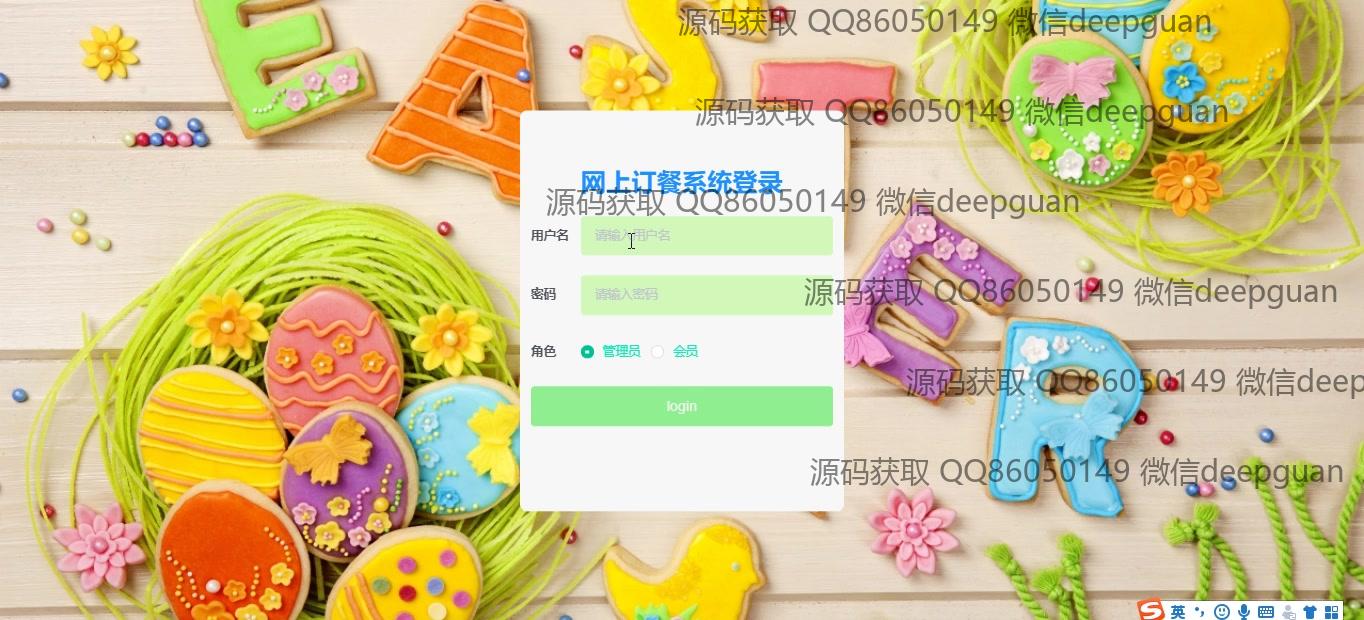 EASTER
源码获取 QQ86050149 微信deepguan
源码获取 QQ86050149 微信deepguan
网上订餐系统登录
源码获取 QQ86050149 微信deepguan
用户名 请输入用户名
密码 请输入密码
源码获取 QQ86050149 微信deepguan
角色 管理员 会员
源码获取 QQ86050149 微信deep
login
源码获取 QQ86050149 微信deepguan
英